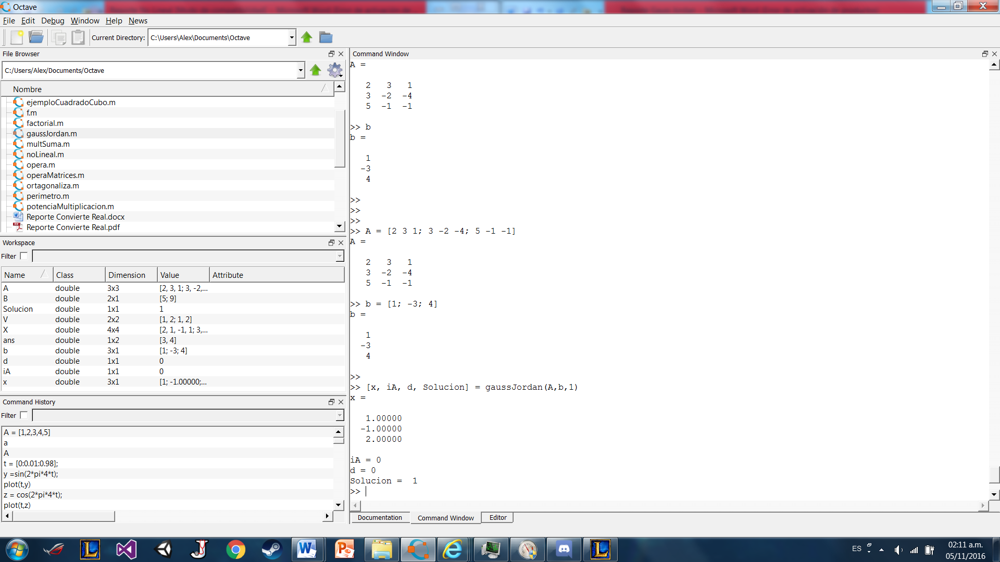 Octave
File Edit Debug Window Help News
Current Directory: C:\Users\Alex\Documents\Octave
File Browser
C:/Users/Alex/Documents/Octave
Nombre
ejemploCuadradoCubo.m
f.m
factorial.m
gaussJordan.m
multSuma.m
noLineal.m
opera.m
operaMatrices.m
ortagonaliza.m
perimetro.m
potenciaMultiplicacion.m
Reporte Convierte Real.docx
Reporte Convierte Real.pdf
Workspace
Filter
Name Class Dimension Value Attribute
A double 3x3 [2, 3, 1; 3, -2,...
B double 2x1 [5; 9]
Solucion double 1x1 1
V double 2x2 [1, 2; 1, 2]
X double 4x4 [2, 1, -1, 1; 3,...
ans double 1x2 [3, 4]
b double 3x1 [1; -3; 4]
d double 1x1 0
iA double 1x1 0
x double 3x1 [1; -1.00000;...
Command History
Filter
A = [1,2,3,4,5]
a
A
t = [0:0.01:0.98];
y =sin(2*pi*4*t);
plot(t,y)
z = cos(2*pi*4*t);
plot(t,z)
Command Window
A =
2 3 1
3 -2 -4
5 -1 -1
>> b
b =
1
-3
4
>>
>>
>>
>> A = [2 3 1; 3 -2 -4; 5 -1 -1]
A =
2 3 1
3 -2 -4
5 -1 -1
>> b = [1; -3; 4]
b =
1
-3
4
>>
>> [x, iA, d, Solucion] = gaussJordan(A,b,1)
x =
1.00000
-1.00000
2.00000
iA = 0
d = 0
Solucion = 1
>>
Documentation Command Window Editor
ES
02:11 a.m.
05/11/2016